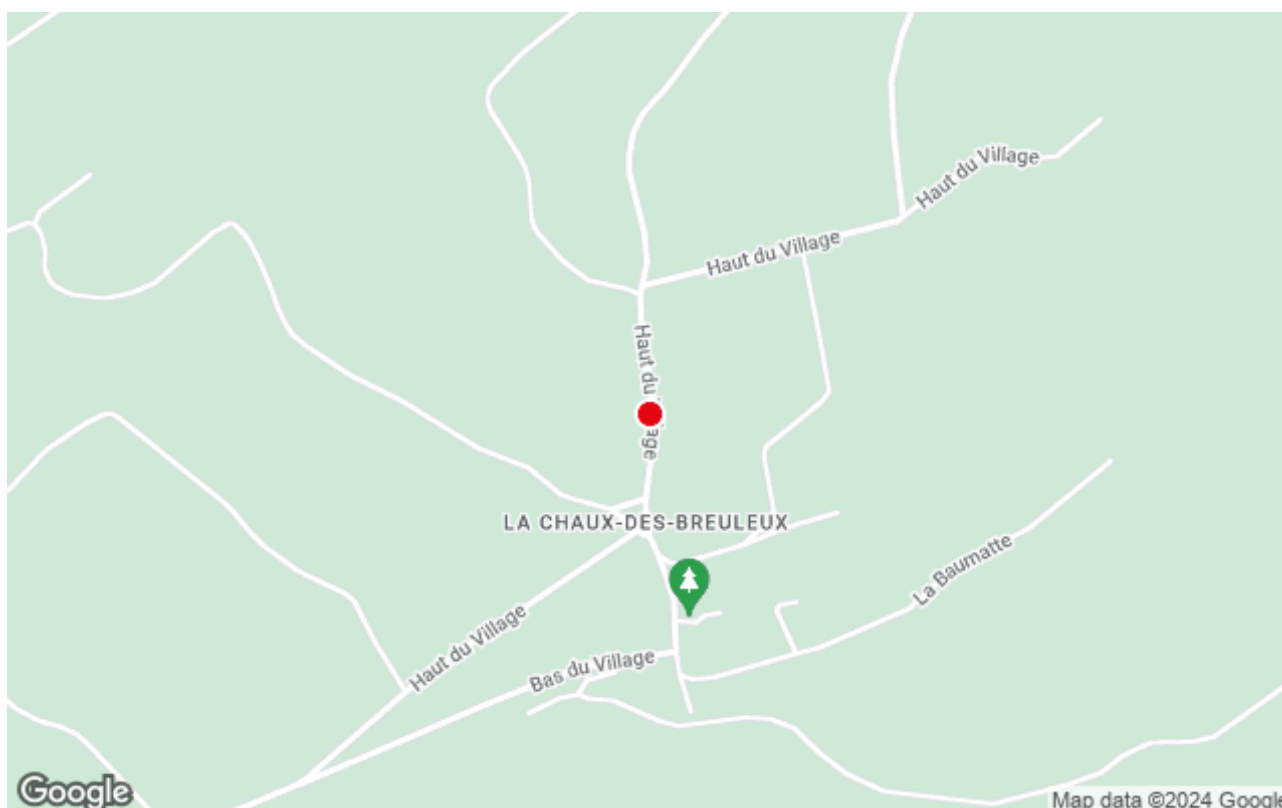 Haut du Village
Haut du Village
Haut du
age
LA CHAUX-DES-BREULEUX
La Baumatte
Haut du Village
Bas du Village
Google
Map data ©2024 Google